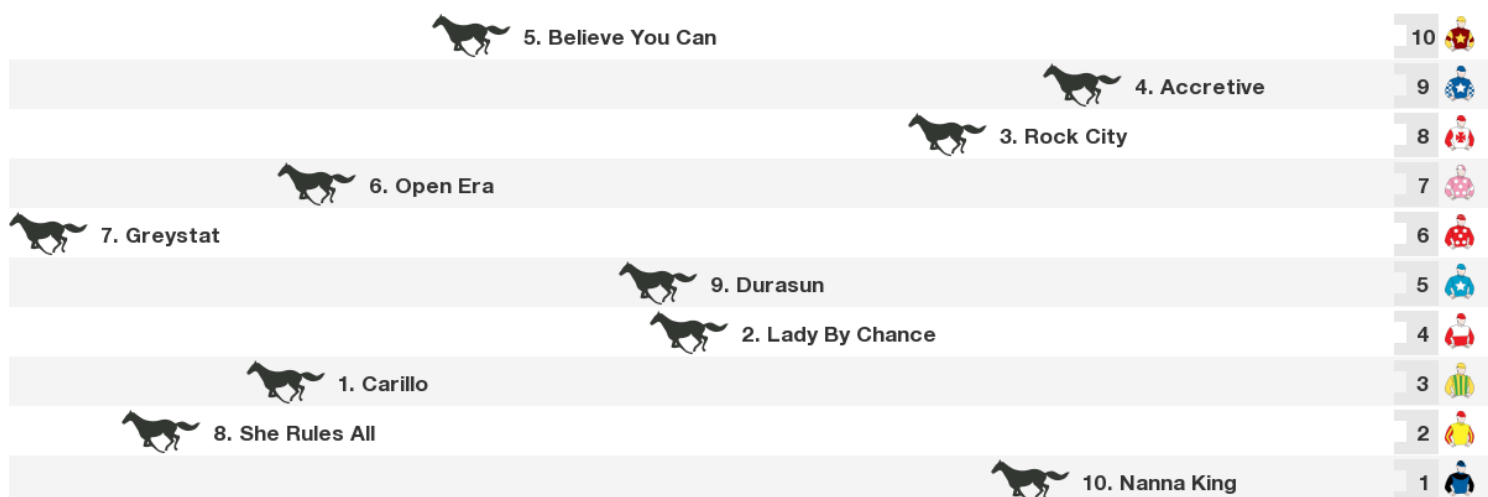 5. Believe You Can 10
4. Accretive 9
3. Rock City 8
6. Open Era 7
7. Greystat 6
9. Durasun 5
2. Lady By Chance 4
1. Carillo 3
8. She Rules All 2
10. Nanna King 1